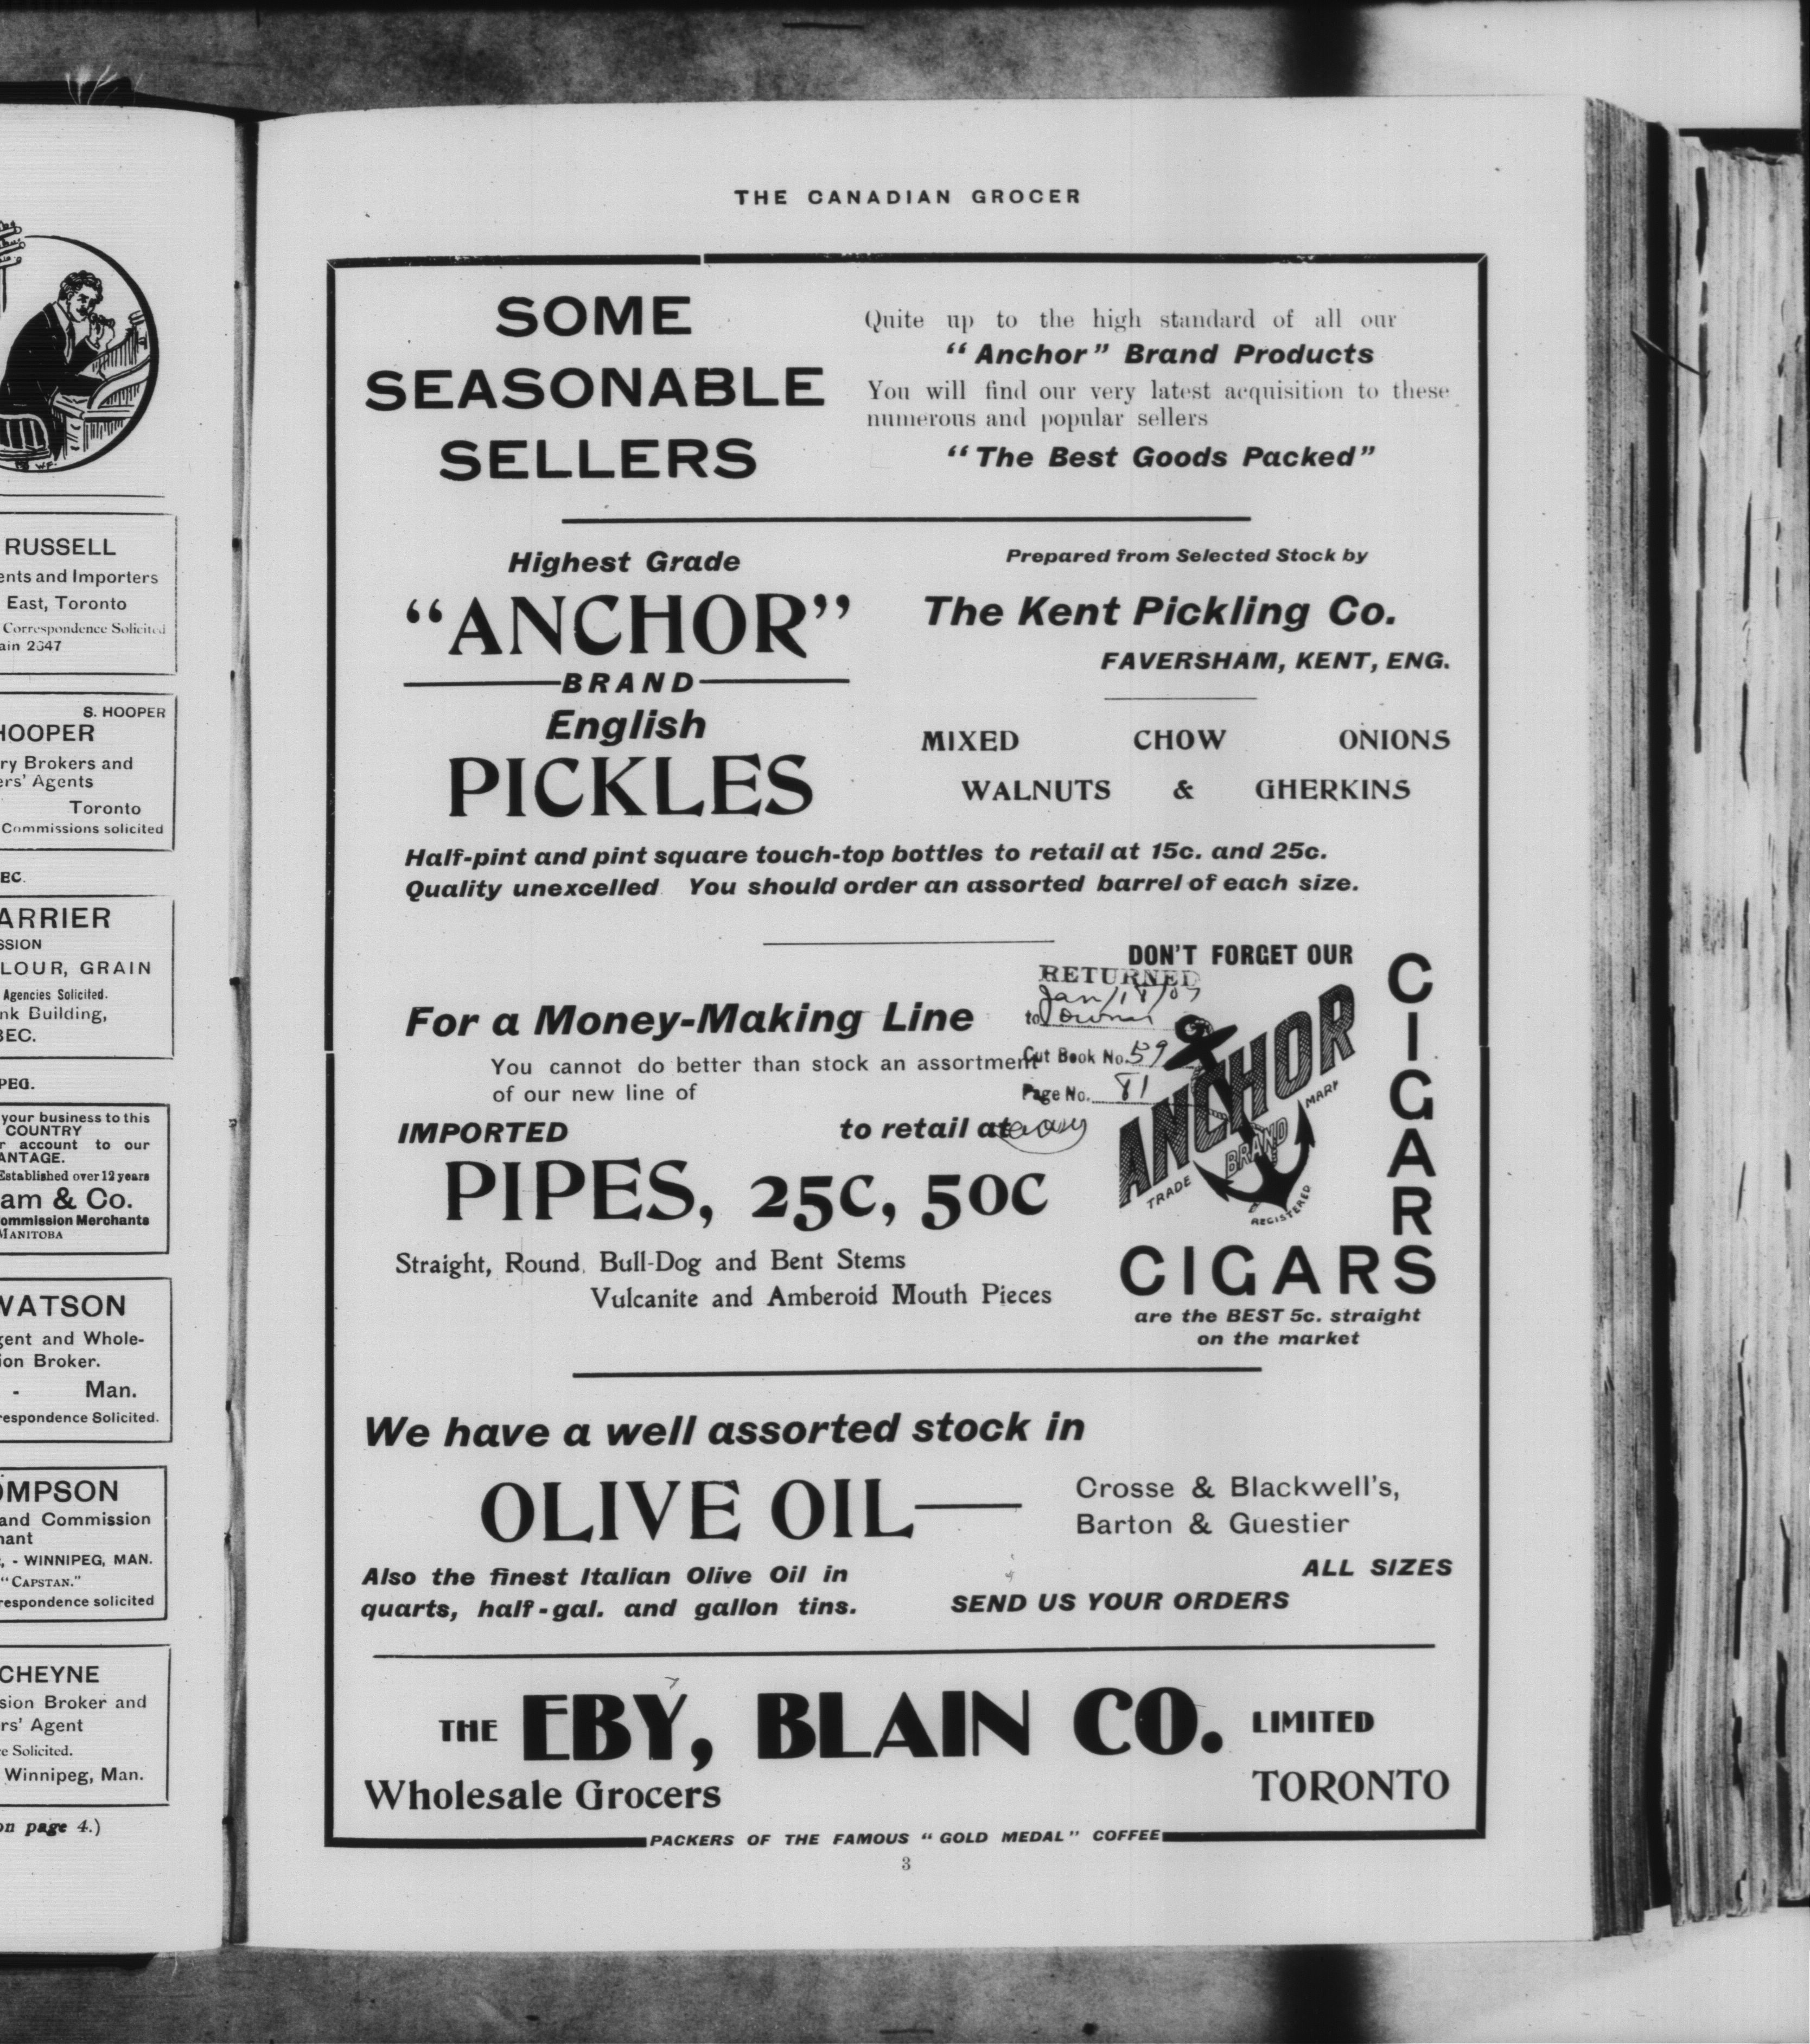 W.F.
RUSSELL
ents and Importers
East, Toronto
Correspondence Solicited
ain 2647
S. HOOPER
HOOPER
ry Brokers and
ers' Agents
Toronto
Commissions solicited
EC.
ARRIER
SSION
LOUR, GRAIN
Agencies Solicited.
nk Building,
BEC.
PEG.
your business to this
COUNTRY
r account to our
ANTAGE.
Established over 12 years
am & Co.
ommission Merchants
MANITOBA
WATSON
gent and Whole-
ion Broker.
- Man.
respondence Solicited.
OMPSON
and Commission
hant
, - WINNIPEG, MAN.
"CAPSTAN."
respondence solicited
CHEYNE
sion Broker and
rs' Agent
e Solicited.
Winnipeg, Man.
on page 4.)
THE CANADIAN GROCER
SOME
SEASONABLE
SELLERS
Quite up to the high standard of all our
"Anchor" Brand Products
You will find our very latest acquisition to these
numerous and popular sellers
"The Best Goods Packed"
Highest Grade
"ANCHOR"
BRAND
English
PICKLES
Prepared from Selected Stock by
The Kent Pickling Co.
FAVERSHAM, KENT, ENG.
MIXED CHOW ONIONS
WALNUTS & GHERKINS
Half-pint and pint square touch-top bottles to retail at 15c. and 25c.
Quality unexcelled You should order an assorted barrel of each size.
For a Money-Making Line
You cannot do better than stock an assortment
of our new line of
IMPORTED to retail at
PIPES, 25C, 50C
Straight, Round, Bull-Dog and Bent Stems
Vulcanite and Amberoid Mouth Pieces
RETURNED
Jan/18/07
to Owner
Cut Book No. 59
Page No. 81
DON'T FORGET OUR
ANCHOR
BRAND
TRADE MARK
REGISTERED
CIGARS
CIGARS
are the BEST 5c. straight
on the market
We have a well assorted stock in
OLIVE OIL—
Crosse & Blackwell's,
Barton & Guestier
Also the finest Italian Olive Oil in
quarts, half-gal. and gallon tins.
ALL SIZES
SEND US YOUR ORDERS
THE EBY, BLAIN CO. LIMITED
Wholesale Grocers TORONTO
PACKERS OF THE FAMOUS "GOLD MEDAL" COFFEE
3